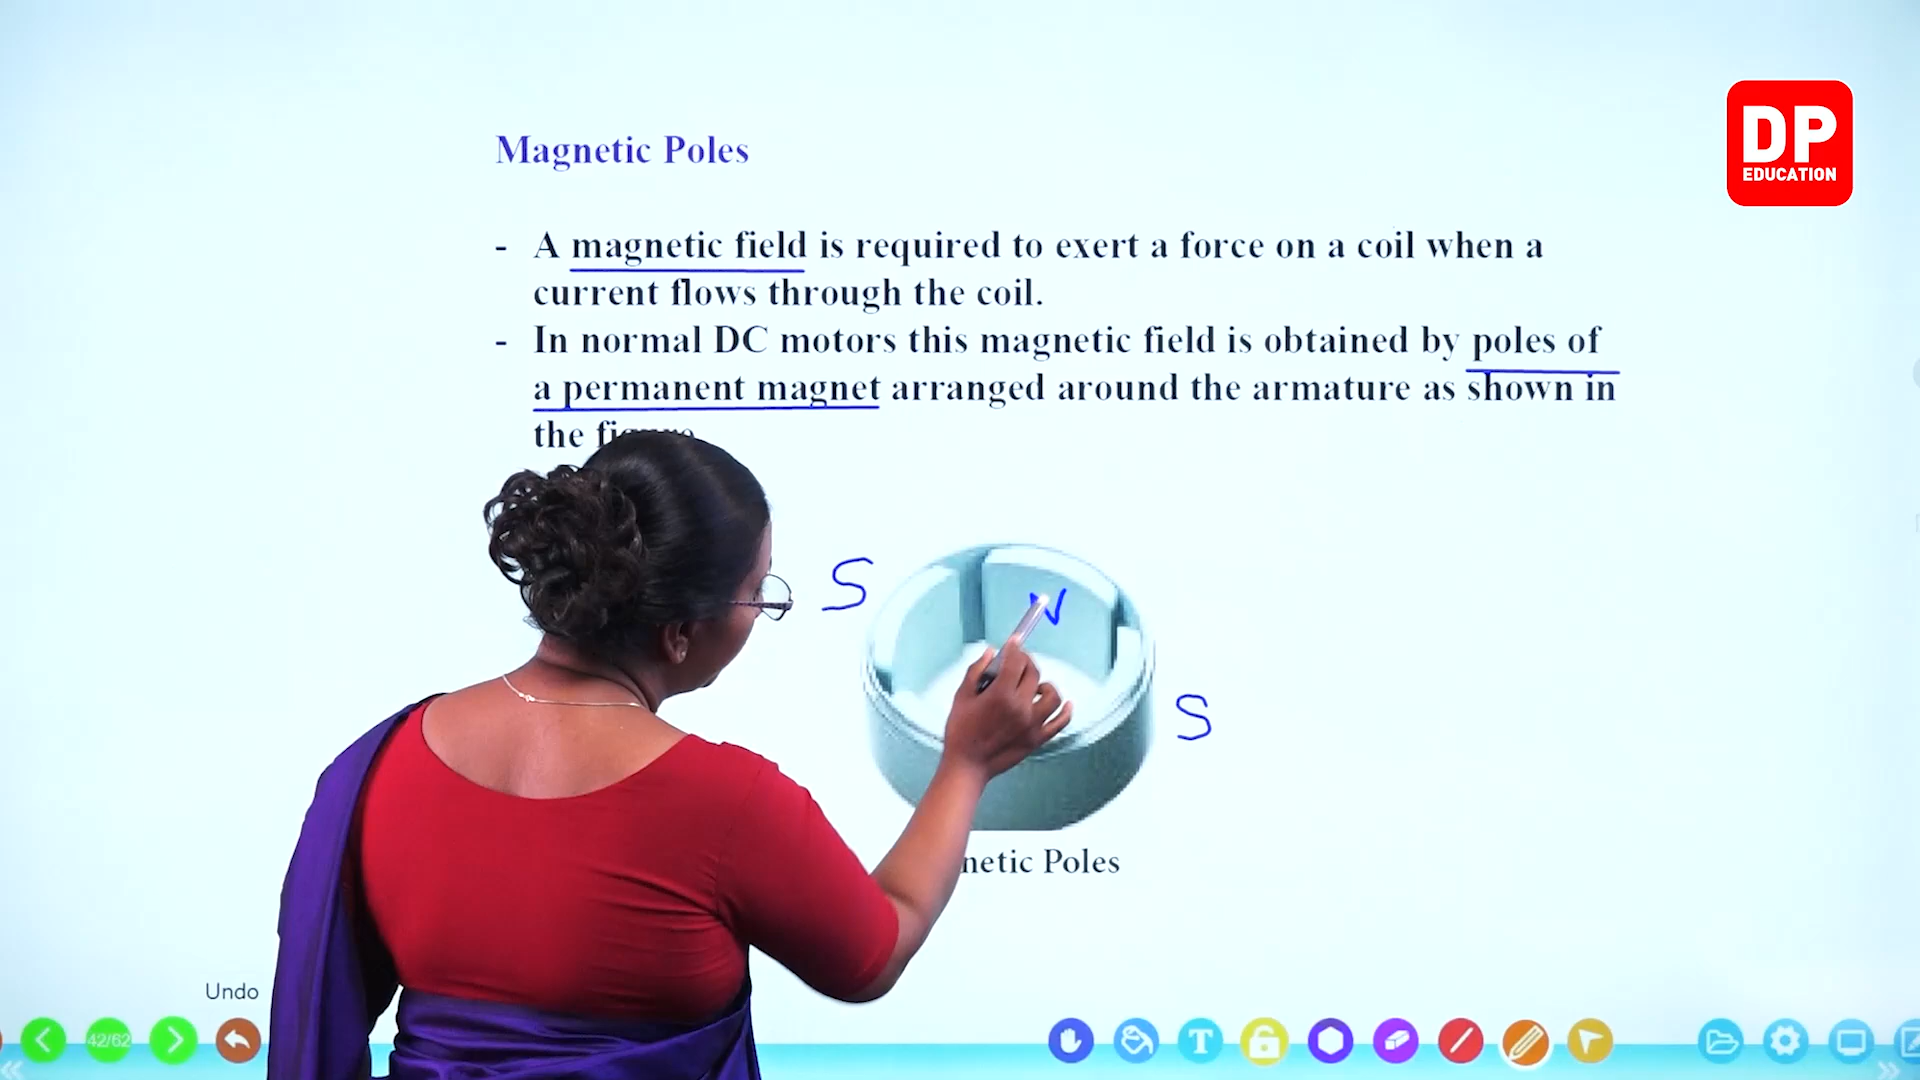 DP
EDUCATION
Magnetic Poles
- A magnetic field is required to exert a force on a coil when a
current flows through the coil.
- In normal DC motors this magnetic field is obtained by poles of
a permanent magnet arranged around the armature as shown in
the figure
S
N
S
netic Poles
Undo
42/62
T